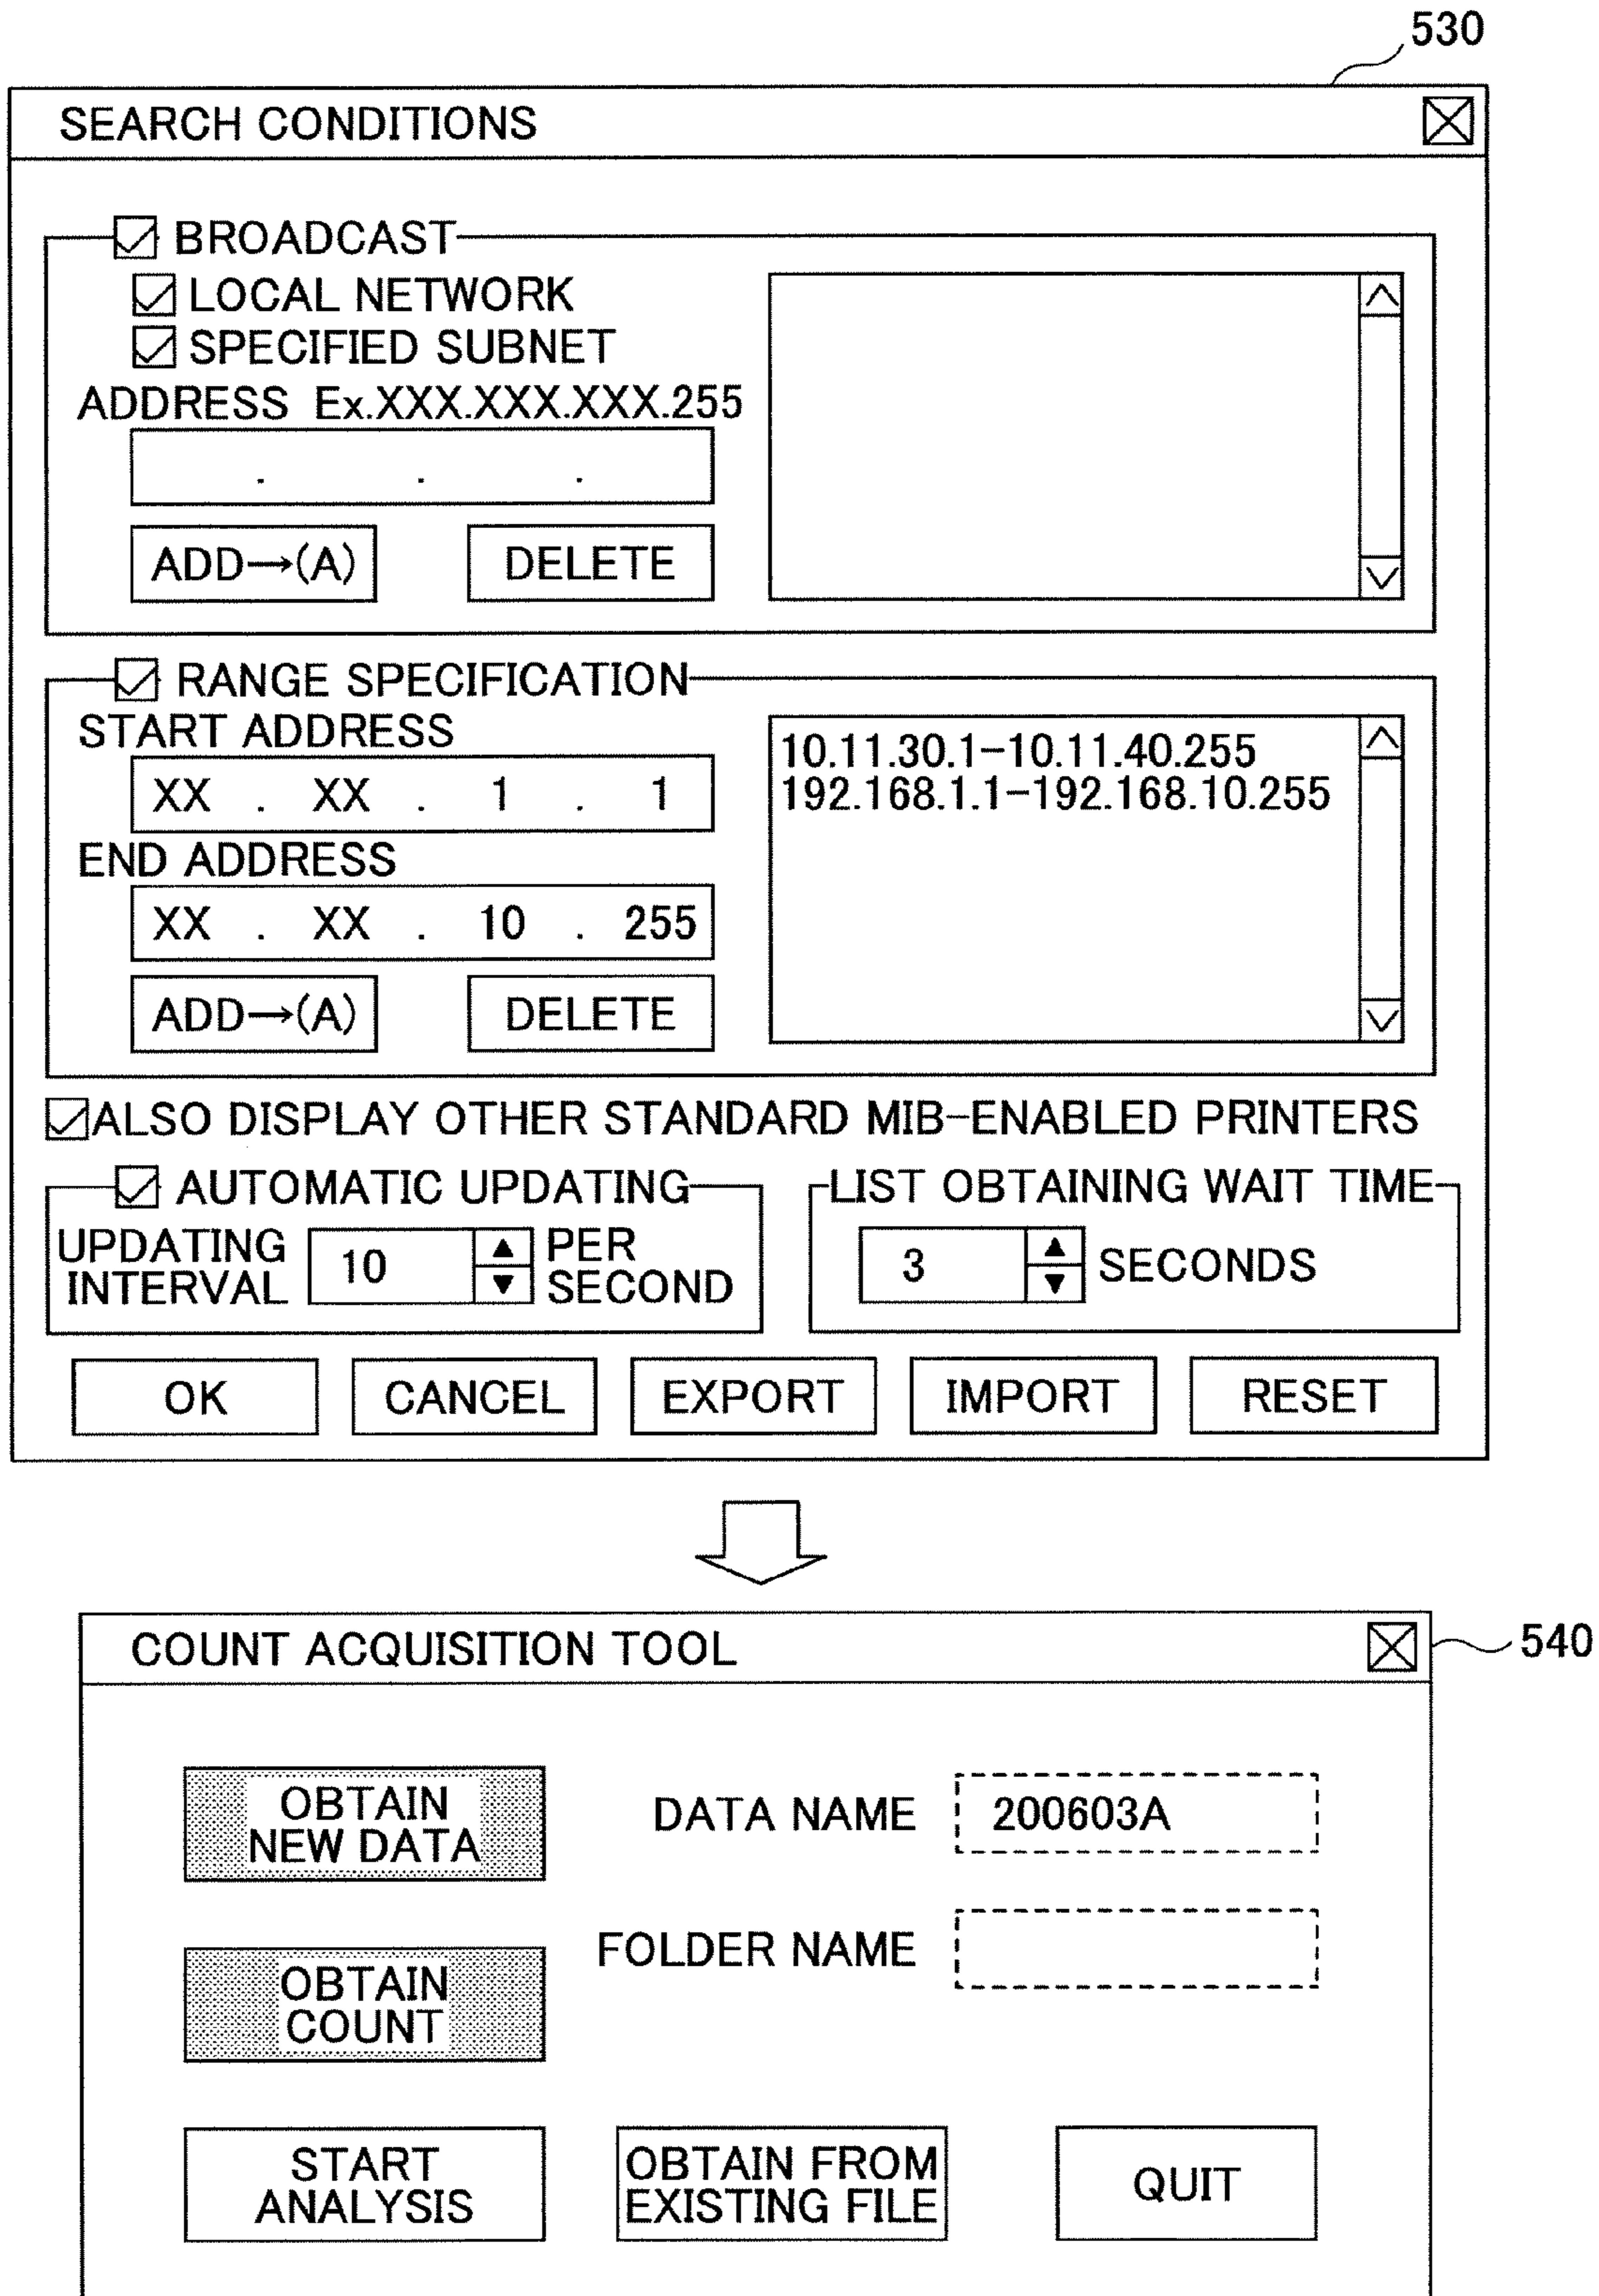 530
SEARCH CONDITIONS
BROADCAST
LOCAL NETWORK
SPECIFIED SUBNET
ADDRESS Ex.XXX.XXX.XXX.255
. . .
ADD→(A) DELETE
RANGE SPECIFICATION
START ADDRESS
XX . XX . 1 . 1
END ADDRESS
XX . XX . 10 . 255
ADD→(A) DELETE
10.11.30.1-10.11.40.255
192.168.1.1-192.168.10.255
ALSO DISPLAY OTHER STANDARD MIB-ENABLED PRINTERS
AUTOMATIC UPDATING
UPDATING
INTERVAL
10
PER
SECOND
LIST OBTAINING WAIT TIME
3 SECONDS
OK CANCEL EXPORT IMPORT RESET
COUNT ACQUISITION TOOL
540
OBTAIN
NEW DATA
DATA NAME 200603A
FOLDER NAME
OBTAIN
COUNT
START
ANALYSIS
OBTAIN FROM
EXISTING FILE
QUIT